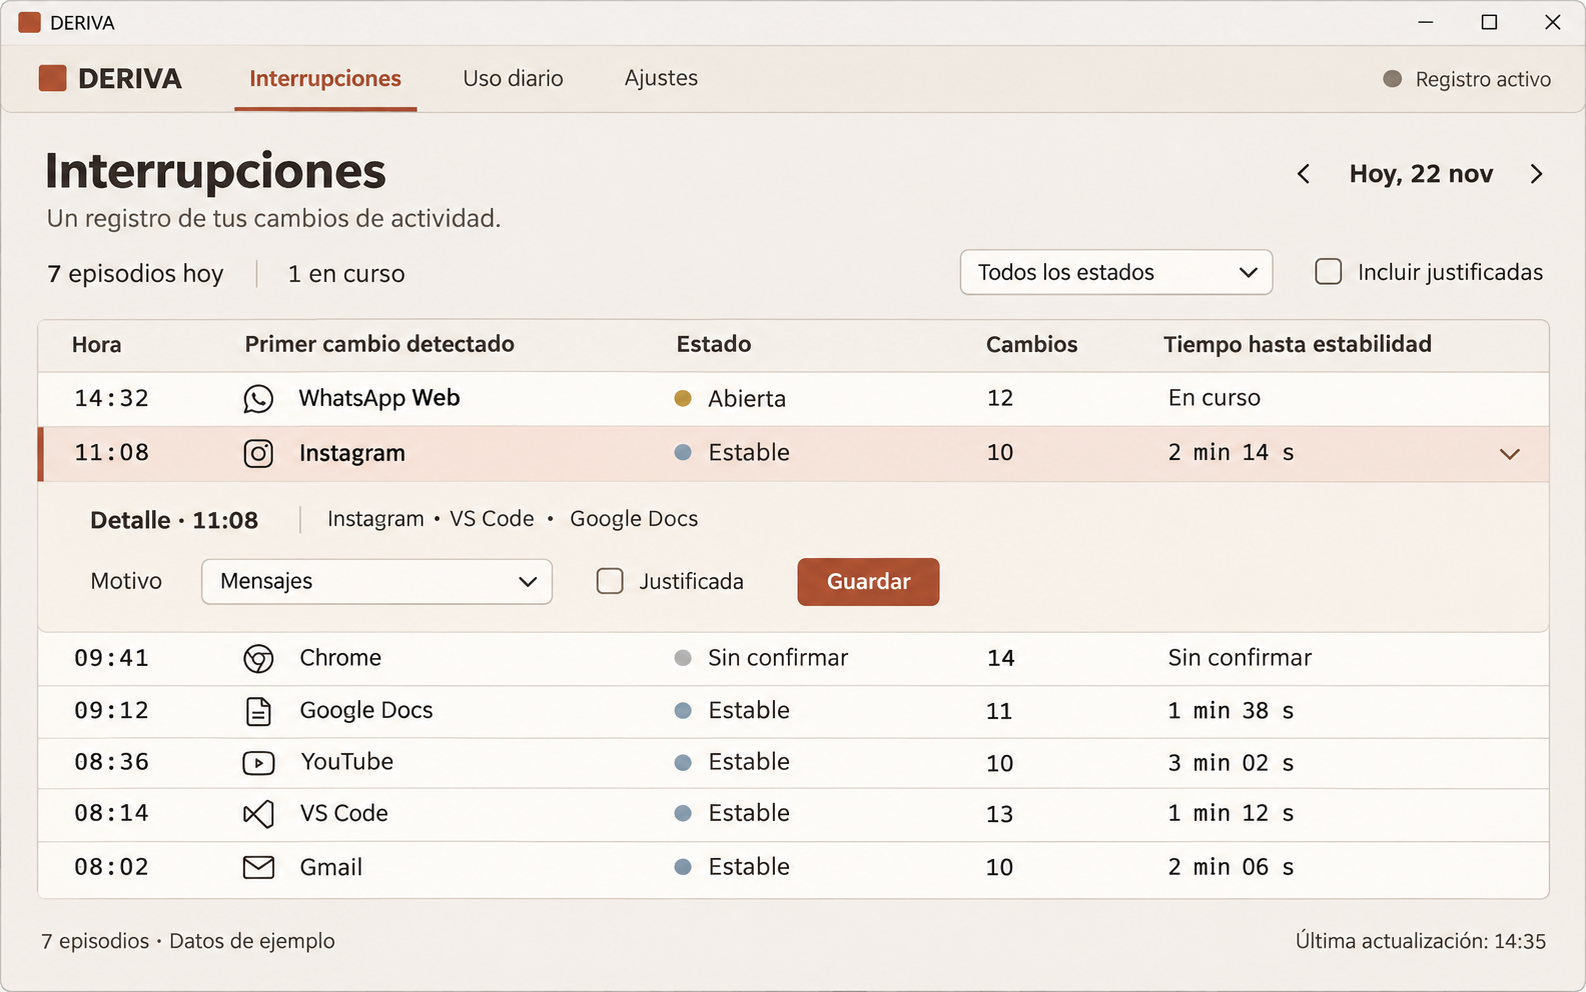 DERIVA
DERIVA Interrupciones Uso diario Ajustes Registro activo
Interrupciones
Hoy, 22 nov
Un registro de tus cambios de actividad.
7 episodios hoy 1 en curso Todos los estados Incluir justificadas
Hora Primer cambio detectado Estado Cambios Tiempo hasta estabilidad
14:32 WhatsApp Web Abierta 12 En curso
11:08 Instagram Estable 10 2 min 14 s
Detalle · 11:08 Instagram • VS Code • Google Docs
Motivo Mensajes Justificada Guardar
09:41 Chrome Sin confirmar 14 Sin confirmar
09:12 Google Docs Estable 11 1 min 38 s
08:36 YouTube Estable 10 3 min 02 s
08:14 VS Code Estable 13 1 min 12 s
08:02 Gmail Estable 10 2 min 06 s
7 episodios · Datos de ejemplo Última actualización: 14:35